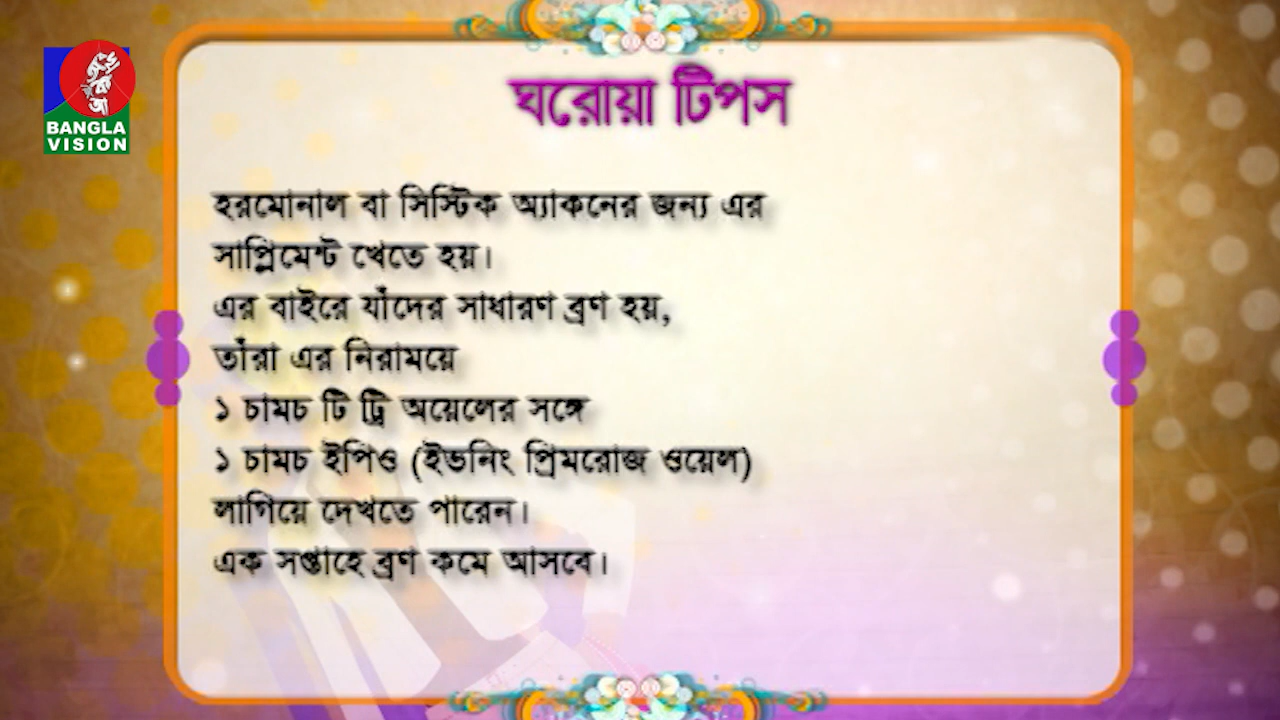 একুশে আ
BANGLA
VISION
ঘরোয়া টিপস
হরমোনাল বা সিস্টিক অ্যাকনের জন্য এর
সাপ্লিমেন্ট খেতে হয়।
এর বাইরে যাঁদের সাধারণ ব্রণ হয়,
তাঁরা এর নিরাময়ে
১ চামচ টি ট্রি অয়েলের সঙ্গে
১ চামচ ইপিও (ইভনিং প্রিমরোজ ওয়েল)
লাগিয়ে দেখতে পারেন।
এক সপ্তাহে ব্রণ কমে আসবে।